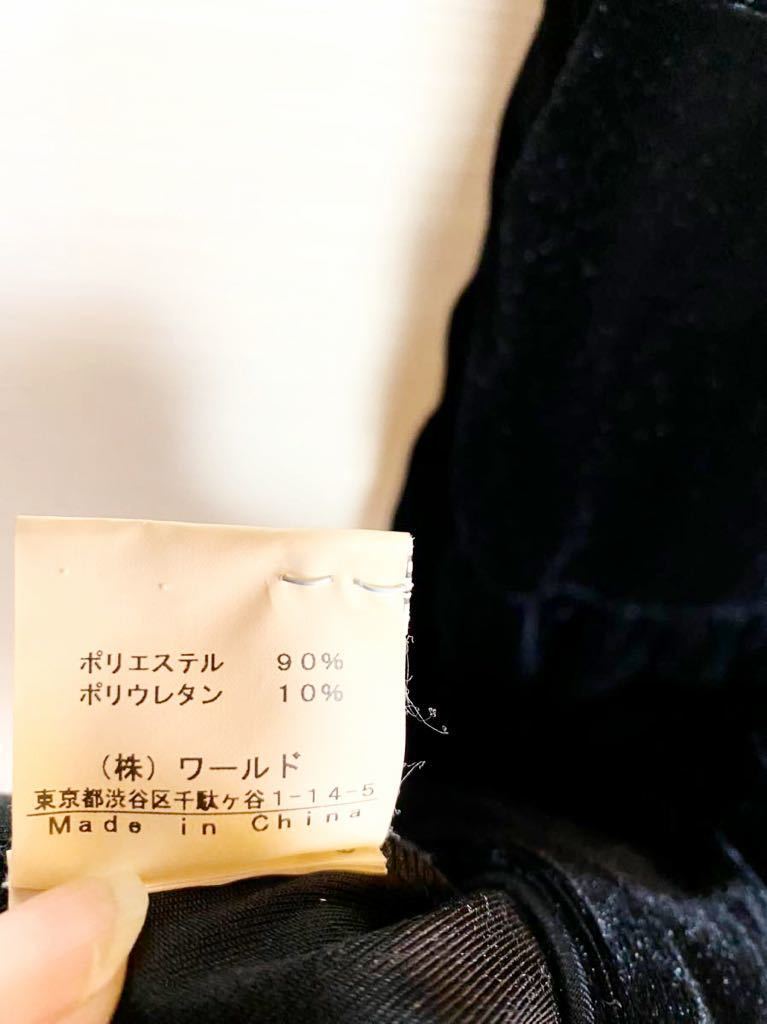 ポリエステル　９０％
ポリウレタン　１０％
（株）ワールド
東京都渋谷区千駄ヶ谷１－１４－５
Ｍａｄｅ ｉｎ Ｃｈｉｎａ